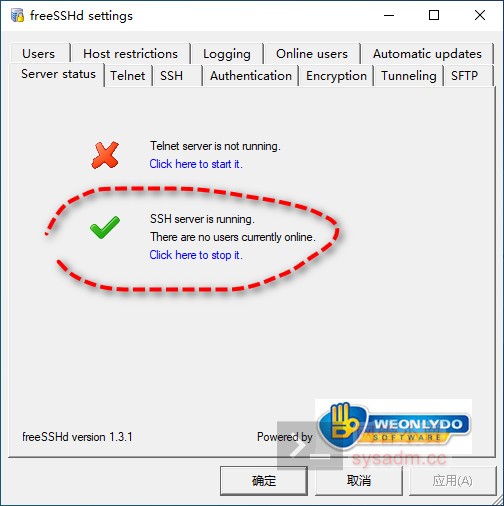 freeSSHd settings
Users Host restrictions Logging Online users Automatic updates
Server status Telnet SSH Authentication Encryption Tunneling SFTP
Telnet server is not running.
Click here to start it.
SSH server is running.
There are no users currently online.
Click here to stop it.
WEONLYDO
SOFTWARE
freeSSHd version 1.3.1 Powered by
sysadm.cc
确定 取消 应用(A)